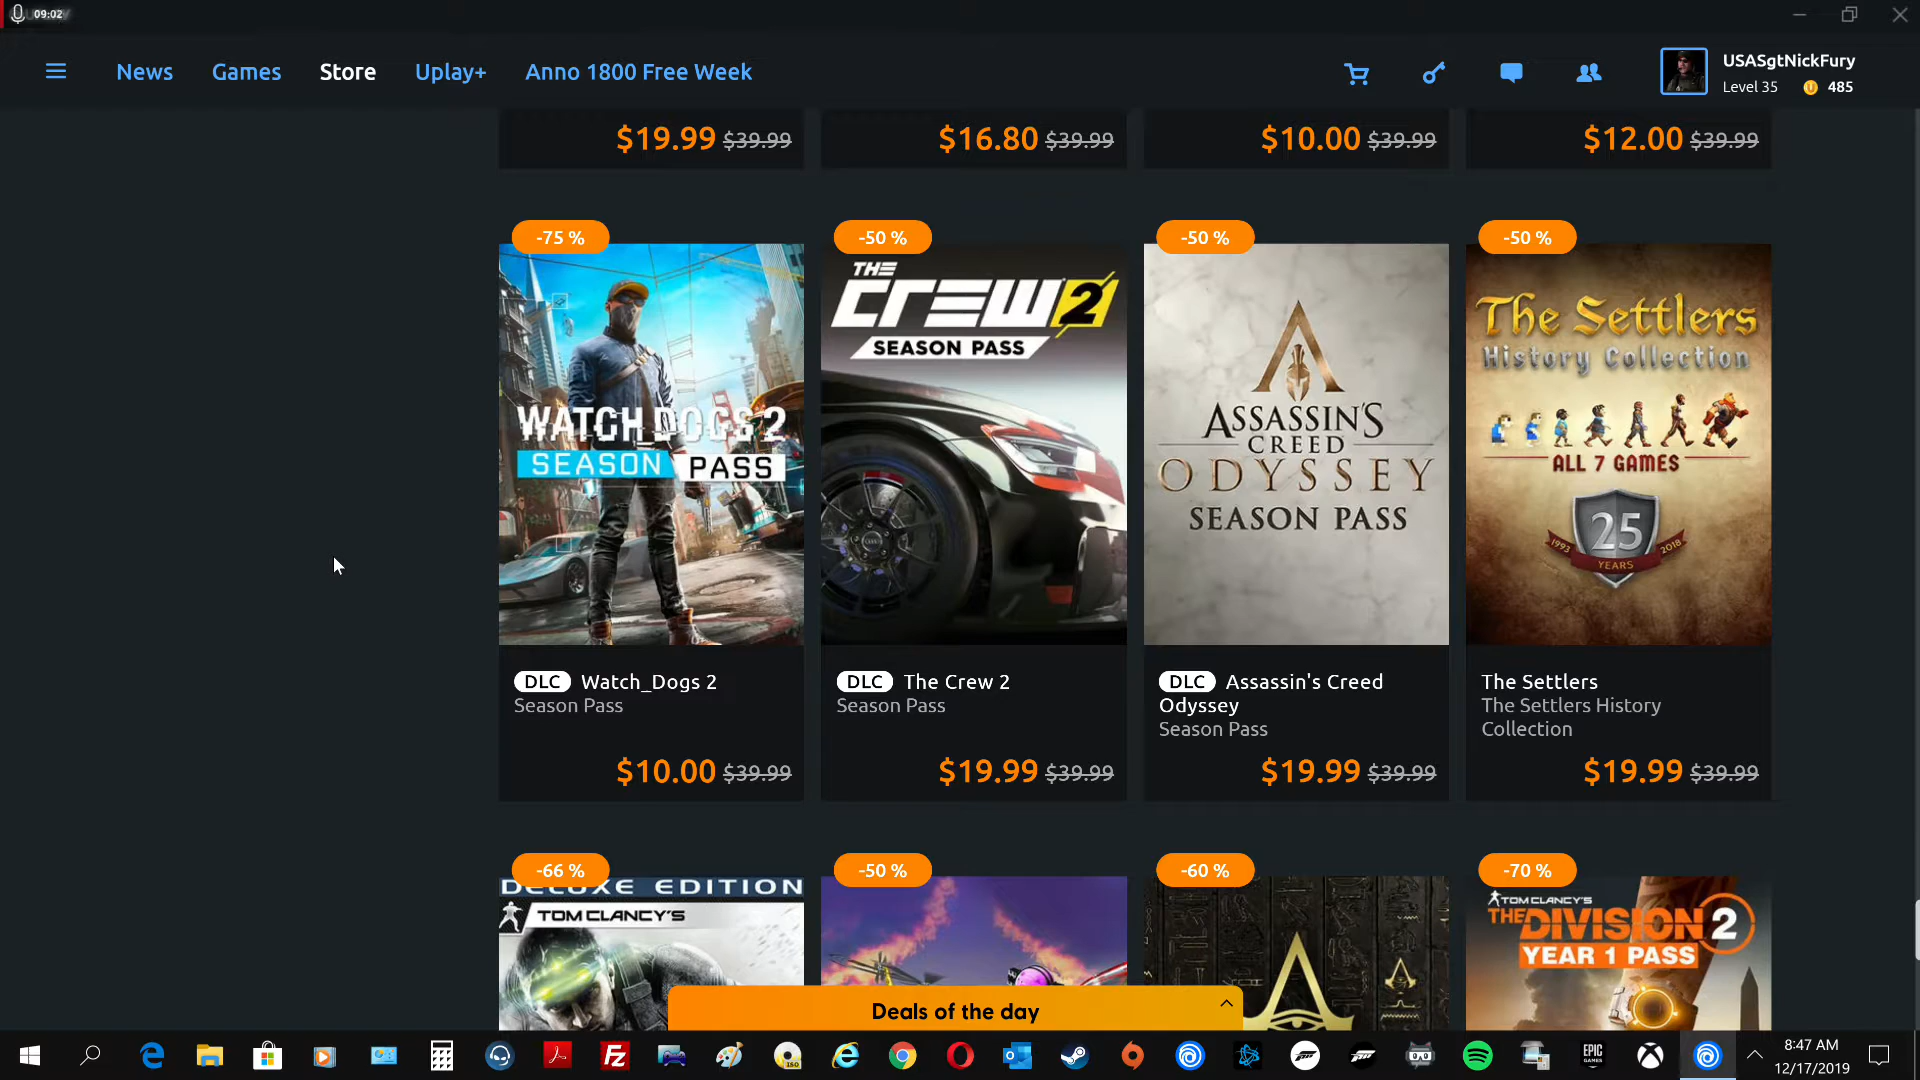 09:02
News Games Store Uplay+ Anno 1800 Free Week
USASgtNickFury
Level 35 485
$19.99 $39.99 $16.80 $39.99 $10.00 $39.99 $12.00 $39.99
-75 % -50 % -50 % -50 %
WATCH DOGS 2
SEASON PASS
THE
CREW 2
SEASON PASS
ASSASSIN'S
CREED
ODYSSEY
SEASON PASS
The Settlers
History Collection
ALL 7 GAMES
25
1993 2018
YEARS
DLC Watch_Dogs 2
Season Pass
$10.00 $39.99
DLC The Crew 2
Season Pass
$19.99 $39.99
DLC Assassin's Creed
Odyssey
Season Pass
$19.99 $39.99
The Settlers
The Settlers History
Collection
$19.99 $39.99
-66 % -50 % -60 % -70 %
DELUXE EDITION
TOM CLANCY'S
TOM CLANCY'S
THE DIVISION 2
YEAR 1 PASS
Deals of the day
ISO
EPIC
GAMES
8:47 AM
12/17/2019